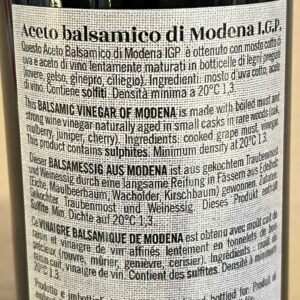 Aceto balsamico di Modena I.G.P.
Questo Aceto Balsamico di Modena IGP è ottenuto con mosto cotto di
uva e aceto di vino lentamente maturati in botticelle di legni pregiati
(rovere, gelso, ginepro, ciliegio). Ingredienti: mosto d'uva cotto, aceto
di vino. Contiene solfiti. Densità minima a 20°C 1,3.
This BALSAMIC VINEGAR OF MODENA is made with boiled must and
strong wine vinegar naturally aged in small casks in rare woods (oak,
mulberry, juniper, cherry). Ingredients: cooked grape must, vinegar.
This product contains sulphites. Minimum density at 20°C 1,3.
Dieser BALSAMESSIG AUS MODENA ist aus gekochtem Traubenmost
und Weinessig durch eine langsame Reifung in Fässern aus Edelholz
Eiche, Maulbeerbaum, Wacholder, Kirschbaum) gewonnen. Zutaten:
Gekochter Traubenmost und Weinessig. Dieses Produkt enthält
Sulfite Min. Dichte auf 20°C 1,3.
Ce VINAIGRE BALSAMIQUE DE MODENA est obtenu avec moût cuit de
raisin et vinaigre de vin affinés lentement en tonnelets de bois
précieux (rouvre, mûrier, genièvre, cerisier). Ingrédients: moût de
raisin cuit, vinaigre de vin. Contient des sulfites. Densité minimum à
20°C 1,3.
Prodotto e imbottigliato